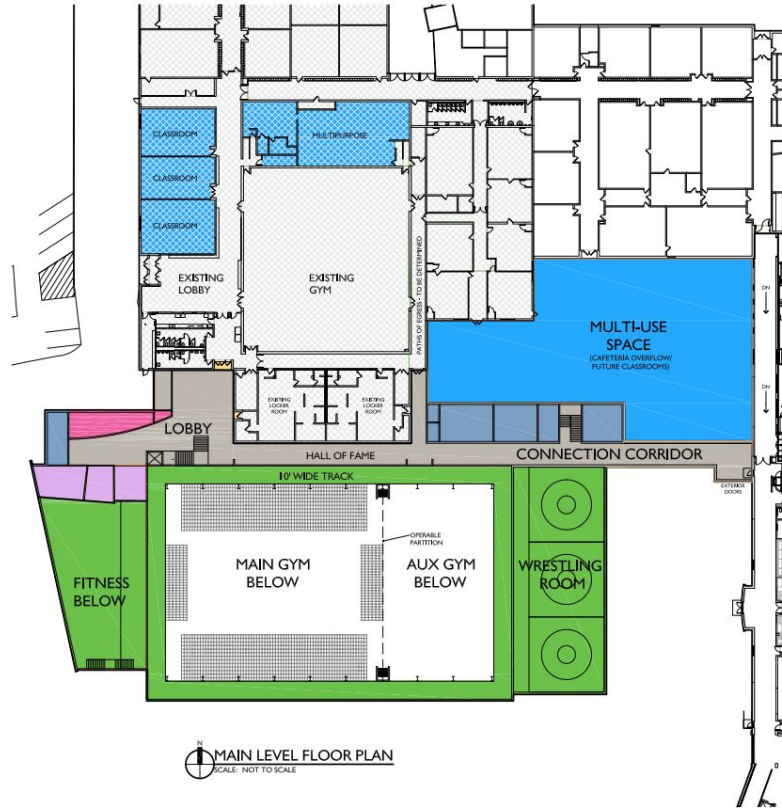 CLASSROOM
MULTIPURPOSE
CLASSROOM
CLASSROOM
EXISTING
LOBBY
EXISTING
GYM
PATHS OF EGRESS - TO BE DETERMINED
DN
MULTI-USE
SPACE
(CAFETERIA OVERFLOW/
FUTURE CLASSROOMS)
DN
EXISTING
LOCKER
ROOM
EXISTING
LOCKER
ROOM
LOBBY
HALL OF FAME
CONNECTION CORRIDOR
10' WIDE TRACK
EXTERIOR
DOORS
OPERABLE
PARTITION
MAIN GYM
BELOW
AUX GYM
BELOW
WRESTLING
ROOM
FITNESS
BELOW
N
MAIN LEVEL FLOOR PLAN
SCALE: NOT TO SCALE